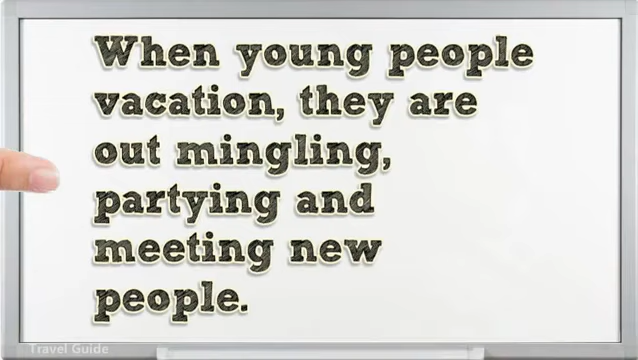 When young people
vacation, they are
out mingling,
partying and
meeting new
people.
Travel Guide